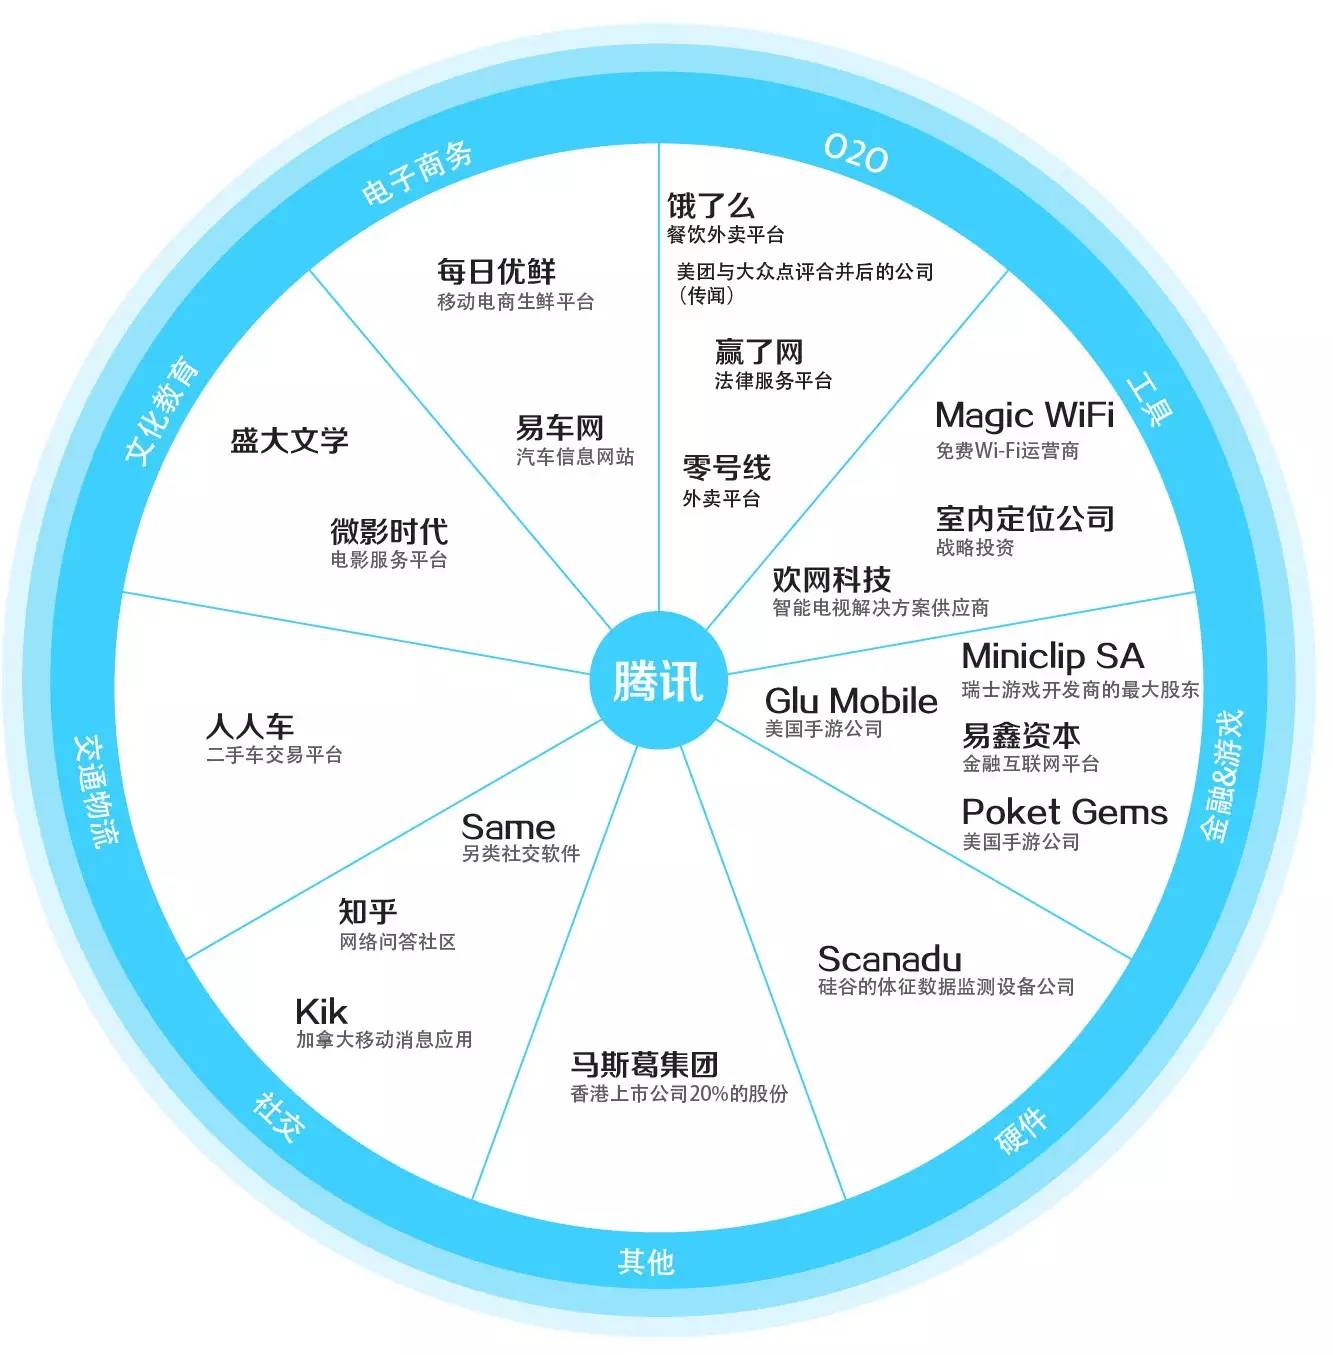 腾讯
O2O
饿了么
餐饮外卖平台
美团与大众点评合并后的公司
（传闻）
赢了网
法律服务平台
零号线
外卖平台
工具
Magic WiFi
免费Wi-Fi运营商
室内定位公司
战略投资
欢网科技
智能电视解决方案供应商
金融&游戏
Miniclip SA
瑞士游戏开发商的最大股东
Glu Mobile
美国手游公司
易鑫资本
金融互联网平台
Poket Gems
美国手游公司
硬件
Scanadu
硅谷的体征数据监测设备公司
其他
马斯葛集团
香港上市公司20%的股份
社交
Same
另类社交软件
知乎
网络问答社区
Kik
加拿大移动消息应用
交通物流
人人车
二手车交易平台
文化教育
盛大文学
微影时代
电影服务平台
电子商务
每日优鲜
移动电商生鲜平台
易车网
汽车信息网站